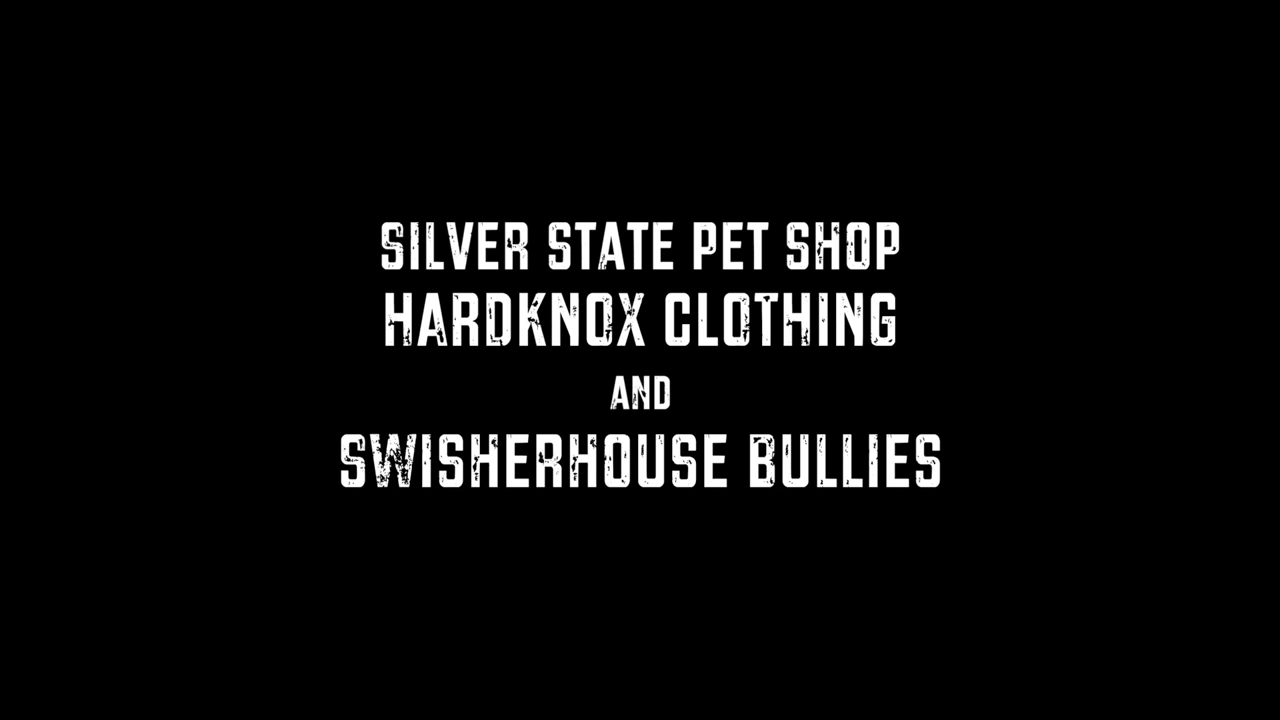 SILVER STATE PET SHOP
HARDKNOX CLOTHING
AND
SWISHERHOUSE BULLIES